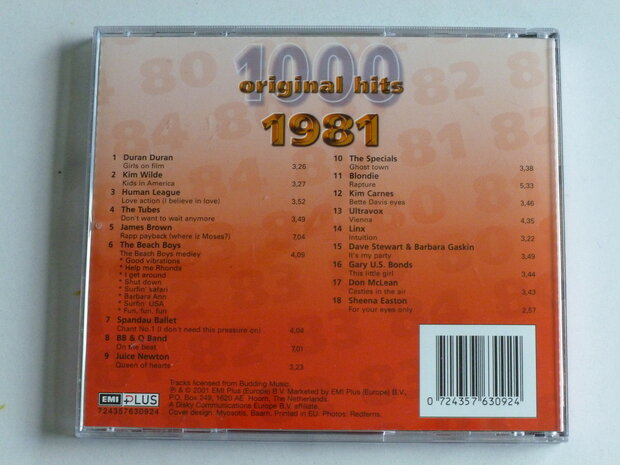 1000
original hits
1981
1 Duran Duran
Girls on film 3,26
2 Kim Wilde
Kids in America 3,27
3 Human League
Love action (I believe in love) 3,52
4 The Tubes
Don't want to wait anymore 3,49
5 James Brown
Rapp payback (where iz Moses?) 7,04
6 The Beach Boys
The Beach Boys medley 4,09
* Good vibrations
* Help me Rhonda
* I get around
* Shut down
* Surfin' safari
* Barbara Ann
* Surfin' USA
* Fun, fun, fun
7 Spandau Ballet
Chant No.1 (I don't need this pressure on) 4,04
8 BB & Q Band
On the beat 7,01
9 Juice Newton
Queen of hearts 3,23
10 The Specials
Ghost town 3,38
11 Blondie
Rapture 5,33
12 Kim Carnes
Bette Davis eyes 3,46
13 Ultravox
Vienna 4,35
14 Linx
Intuition 3,22
15 Dave Stewart & Barbara Gaskin
It's my party 3,49
16 Gary U.S. Bonds
This little girl 3,44
17 Don McLean
Castles in the air 3,43
18 Sheena Easton
For your eyes only 2,57
EMI PLUS
724357630924
Tracks licensed from Budding Music.
℗ & © 2001 EMI Plus (Europe) B.V. Marketed by EMI Plus (Europe) B.V.,
P.O. Box 249, 1620 AE Hoorn, The Netherlands.
A Disky Communications Europe B.V. affiliate.
Cover design: Myosotis, Baarn. Printed in EU. Photos: Redferns.
0 724357 630924